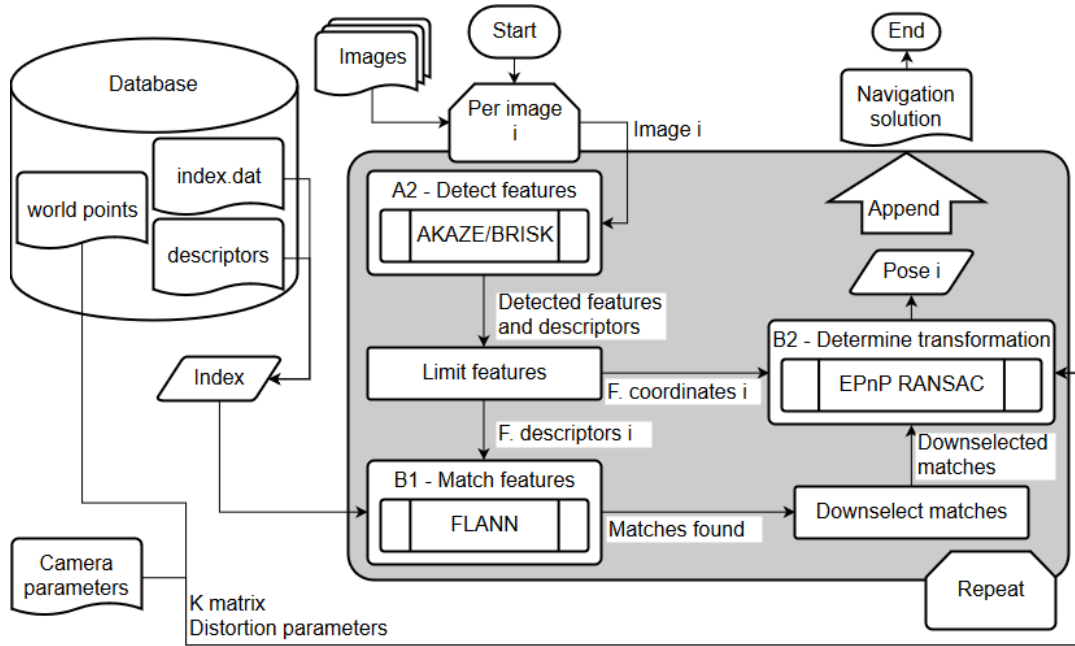 Start
End
Images
Database
Per image
i
Image i
Navigation
solution
index.dat
world points
descriptors
A2 - Detect features
AKAZE/BRISK
Append
Pose i
Detected features
and descriptors
B2 - Determine transformation
EPnP RANSAC
Index
Limit features
F. coordinates i
F. descriptors i
Downselected
matches
B1 - Match features
FLANN
Matches found
Downselect matches
Camera
parameters
K matrix
Distortion parameters
Repeat